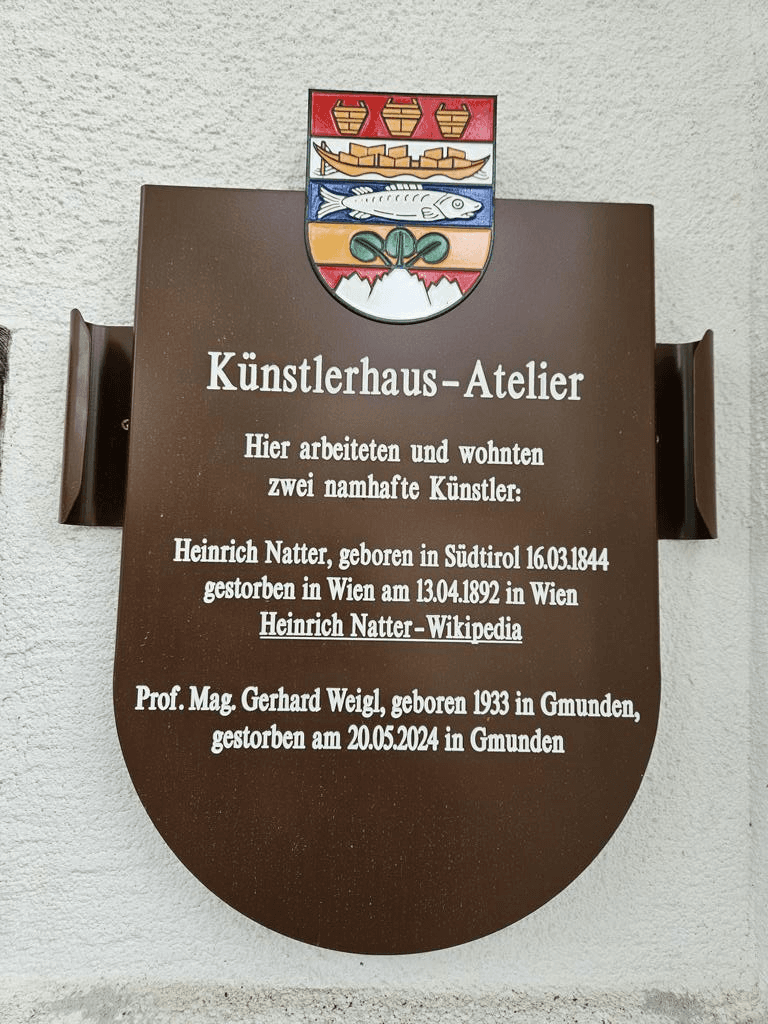 Künstlerhaus-Atelier
Hier arbeiteten und wohnten
zwei namhafte Künstler:
Heinrich Natter, geboren in Südtirol 16.03.1844
gestorben in Wien am 13.04.1892 in Wien
Heinrich Natter-Wikipedia
Prof. Mag. Gerhard Weigl, geboren 1933 in Gmunden,
gestorben am 20.05.2024 in Gmunden